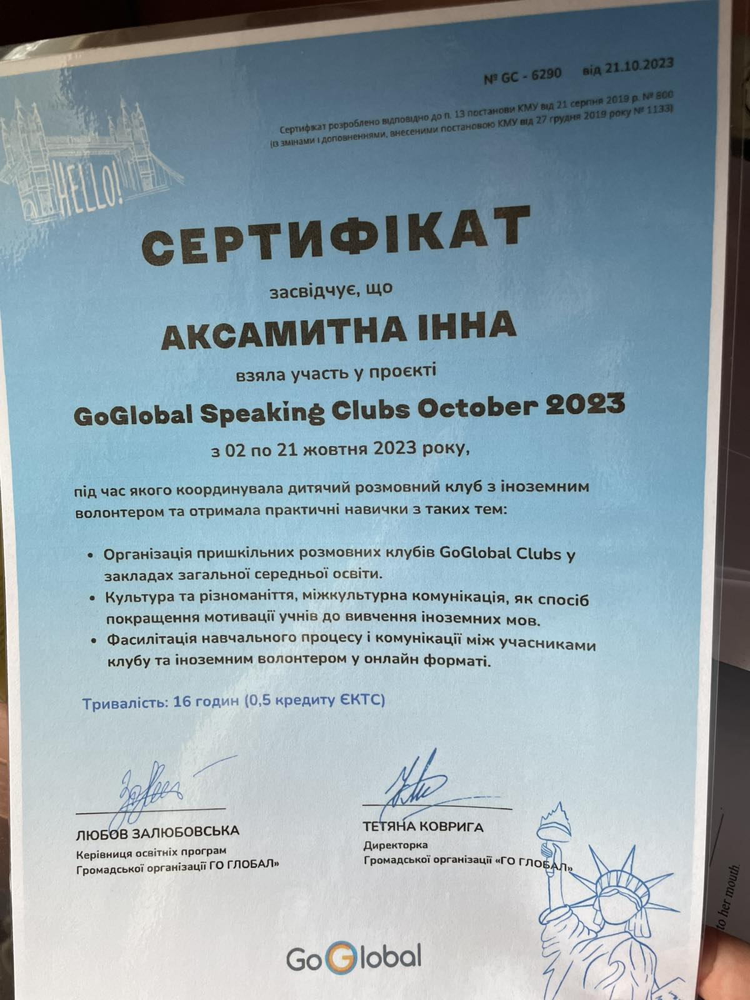 № GC - 6290 від 21.10.2023
Сертифікат розроблено відповідно до п. 13 постанови КМУ від 21 серпня 2019 р. № 800
(із змінами і доповненнями, внесеними постановою КМУ від 27 грудня 2019 року № 1133)
HELLO!
СЕРТИФІКАТ
засвідчує, що
АКСАМИТНА ІННА
взяла участь у проєкті
GoGlobal Speaking Clubs October 2023
з 02 по 21 жовтня 2023 року,
під час якого координувала дитячий розмовний клуб з іноземним
волонтером та отримала практичні навички з таких тем:
• Організація пришкільних розмовних клубів GoGlobal Clubs у
закладах загальної середньої освіти.
• Культура та різноманіття, міжкультурна комунікація, як спосіб
покращення мотивації учнів до вивчення іноземних мов.
• Фасилітація навчального процесу і комунікації між учасниками
клубу та іноземним волонтером у онлайн форматі.
Тривалість: 16 годин (0,5 кредиту ЄКТС)
ЛЮБОВ ЗАЛЮБОВСЬКА
Керівниця освітніх програм
Громадської організації ГО ГЛОБАЛ»
ТЕТЯНА КОВРИГА
Директорка
Громадської організації «ГО ГЛОБАЛ»
GoGlobal
to her mouth.